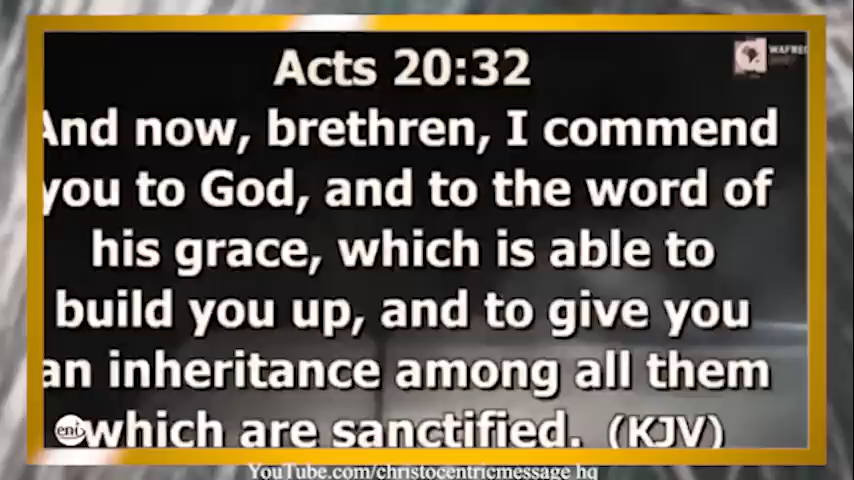 Acts 20:32
And now, brethren, I commend
you to God, and to the word of
his grace, which is able to
build you up, and to give you
an inheritance among all them
which are sanctified. (KJV)
eni
YouTube.com/christocentricmessage hq